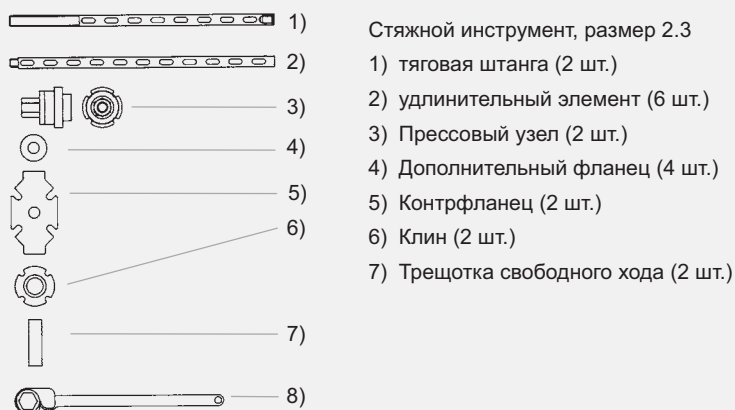 1)
2)
3)
4)
5)
6)
7)
8)
Стяжной инструмент, размер 2.3
1) тяговая штанга (2 шт.)
2) удлинительный элемент (6 шт.)
3) Прессовый узел (2 шт.)
4) Дополнительный фланец (4 шт.)
5) Контрфланец (2 шт.)
6) Клин (2 шт.)
7) Трещотка свободного хода (2 шт.)